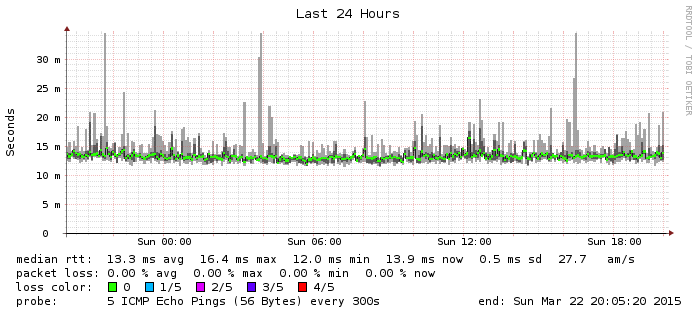 Last 24 Hours
RRDTOOL / TOBI OETIKER
Seconds
30 m
25 m
20 m
15 m
10 m
5 m
0
Sun 00:00 Sun 06:00 Sun 12:00 Sun 18:00
median rtt: 13.3 ms avg 16.4 ms max 12.0 ms min 13.9 ms now 0.5 ms sd 27.7 am/s
packet loss: 0.00 % avg 0.00 % max 0.00 % min 0.00 % now
loss color: 0 1/5 2/5 3/5 4/5
probe: 5 ICMP Echo Pings (56 Bytes) every 300s end: Sun Mar 22 20:05:20 2015